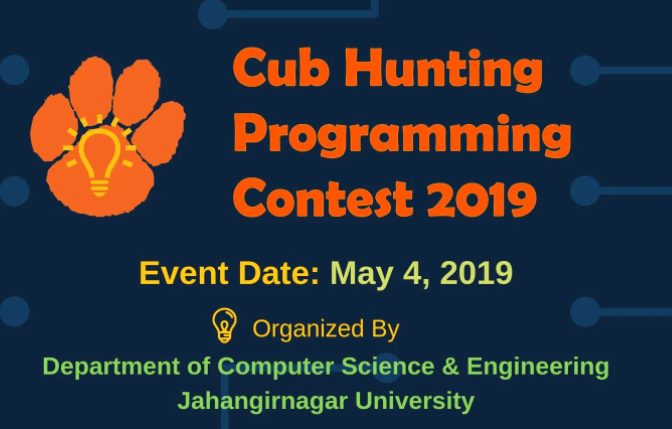 Cub Hunting
Programming
Contest 2019
Event Date: May 4, 2019
Organized By
Department of Computer Science & Engineering
Jahangirnagar University